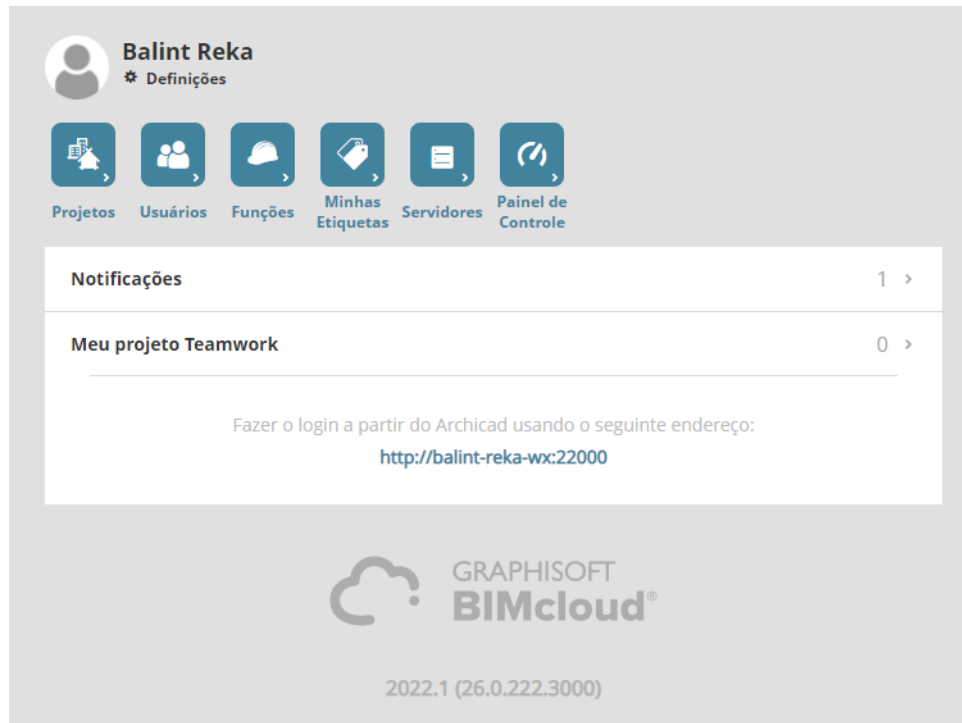 Balint Reka
Definições
Projetos
Usuários
Funções
Minhas
Etiquetas
Servidores
Painel de
Controle
Notificações 1
Meu projeto Teamwork 0
Fazer o login a partir do Archicad usando o seguinte endereço:
http://balint-reka-wx:22000
GRAPHISOFT
BIMcloud®
2022.1 (26.0.222.3000)